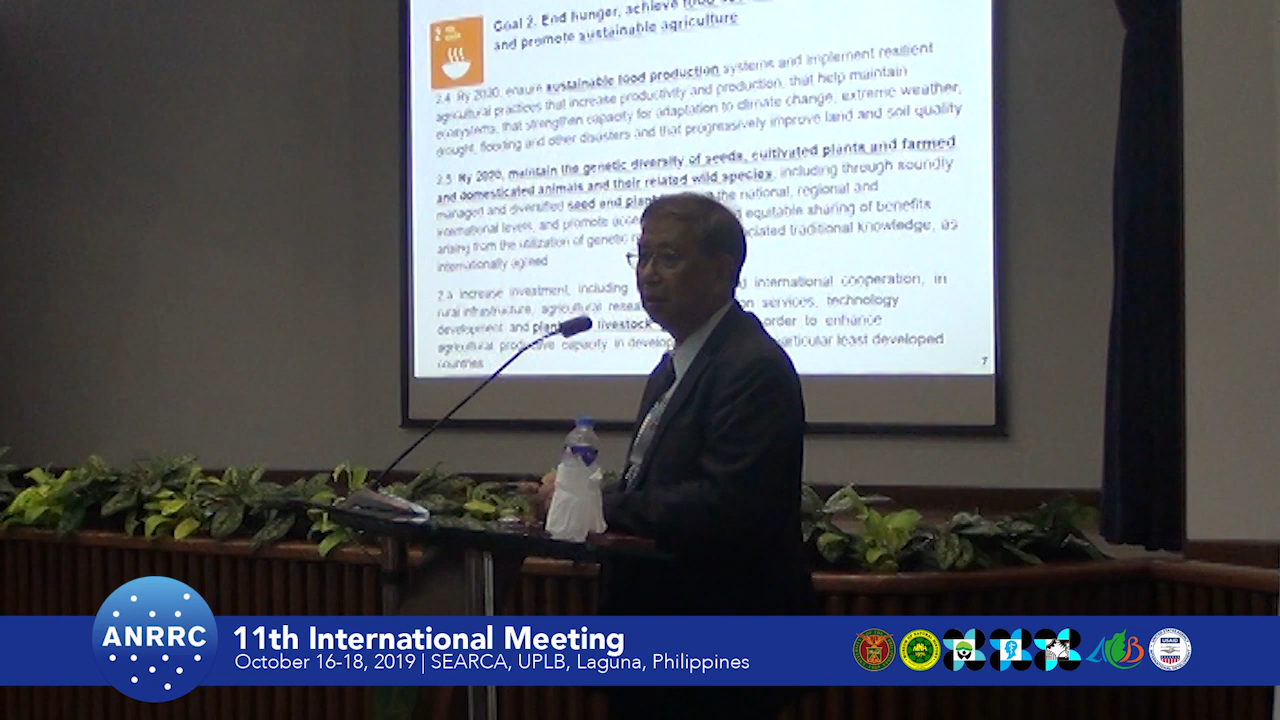 Goal 2. End hunger, achieve food
and promote sustainable agriculture
2.4 By 2030, ensure sustainable food production systems and implement resilient
agricultural practices that increase productivity and production, that help maintain
ecosystems, that strengthen capacity for adaptation to climate change, extreme weather,
drought, flooding and other disasters and that progressively improve land and soil quality
2.5 By 2020, maintain the genetic diversity of seeds, cultivated plants and farmed
and domesticated animals and their related wild species, including through soundly
managed and diversified seed and plant the national, regional and
international levels, and promote equitable sharing of benefits
arising from the utilization of genetic traditional knowledge, as
internationally agreed
2.a Increase investment, including international cooperation, in
rural infrastructure, agricultural services, technology
development and plant livestock order to enhance
agricultural productive capacity in least developed
countries
7
ANRRC
11th International Meeting
October 16-18, 2019 | SEARCA, UPLB, Laguna, Philippines
USAID